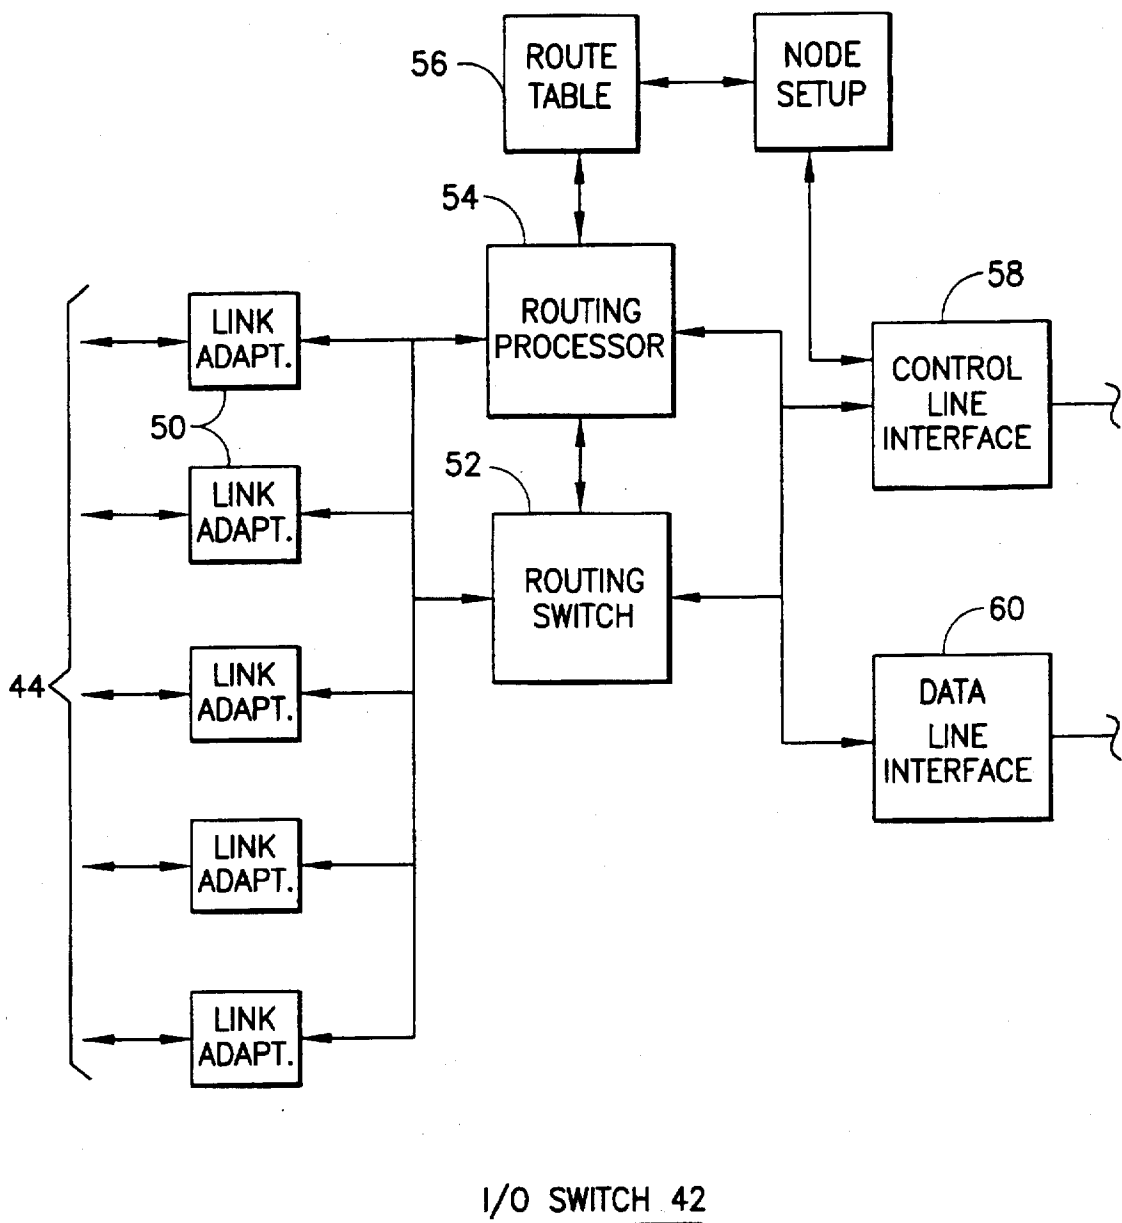 56
ROUTE
TABLE
NODE
SETUP
54
ROUTING
PROCESSOR
58
CONTROL
LINE
INTERFACE
LINK
ADAPT.
50
LINK
ADAPT.
52
ROUTING
SWITCH
60
DATA
LINE
INTERFACE
44
LINK
ADAPT.
LINK
ADAPT.
LINK
ADAPT.
I/O SWITCH 42